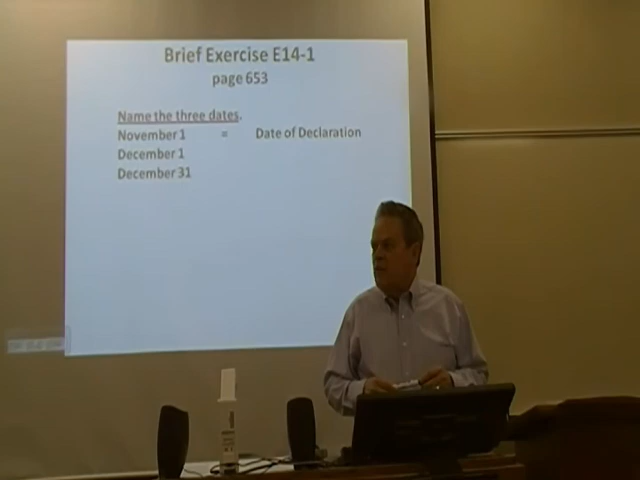 Brief Exercise E14-1
page 653
Name the three dates.
November 1 = Date of Declaration
December 1
December 31